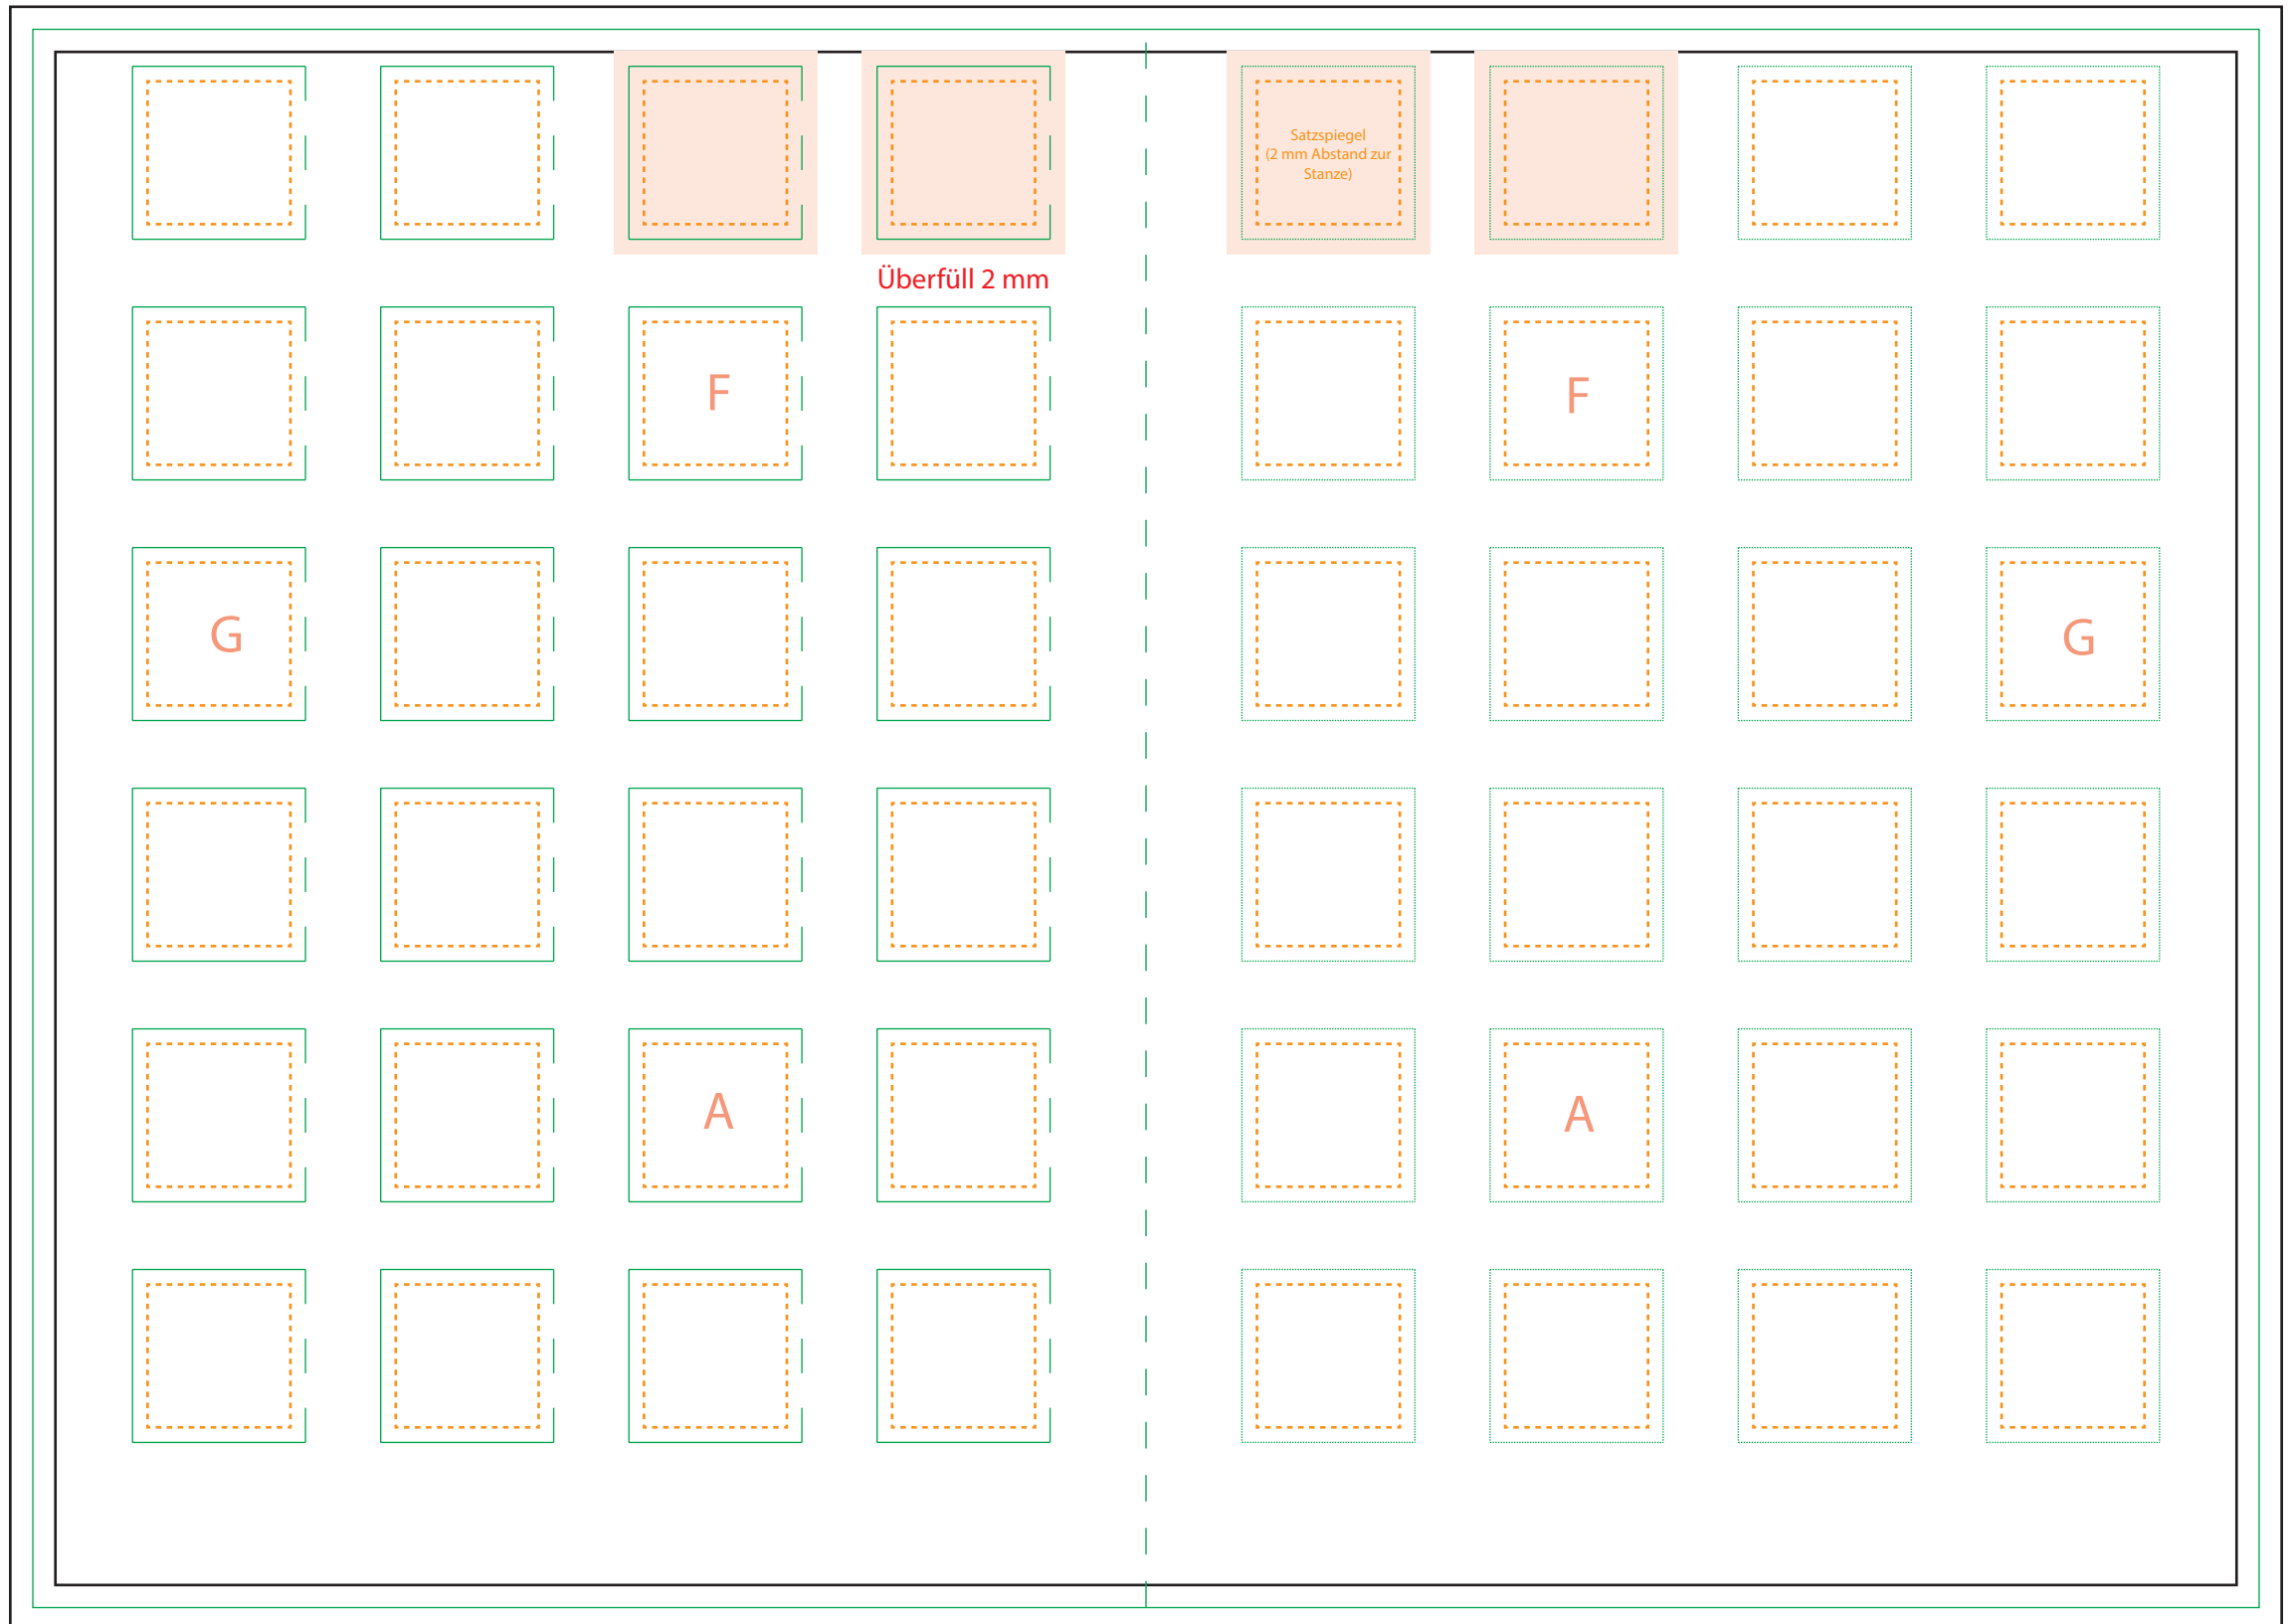 Satzspiegel
(2 mm Abstand zur
Stanze)
Überfüll 2 mm
F
F
G
G
A
A